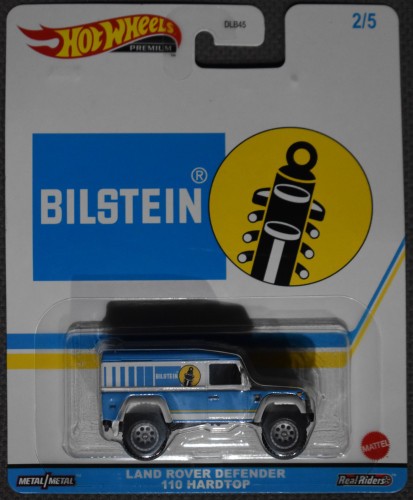 Hot Wheels
PREMIUM
DLB45
2/5
BILSTEIN®
BILSTEIN
LAND ROVER DEFENDER
110 HARDTOP
METAL/METAL
MATTEL
Real Riders